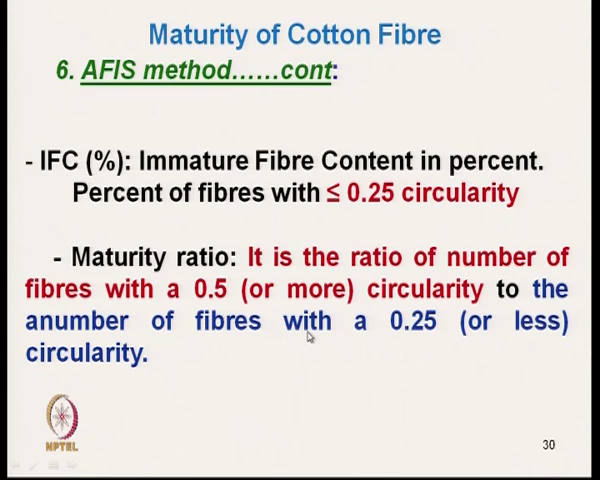 Maturity of Cotton Fibre
6. AFIS method......cont:
- IFC (%): Immature Fibre Content in percent.
Percent of fibres with ≤ 0.25 circularity
- Maturity ratio: It is the ratio of number of
fibres with a 0.5 (or more) circularity to the
anumber of fibres with a 0.25 (or less)
circularity.
NPTEL
30